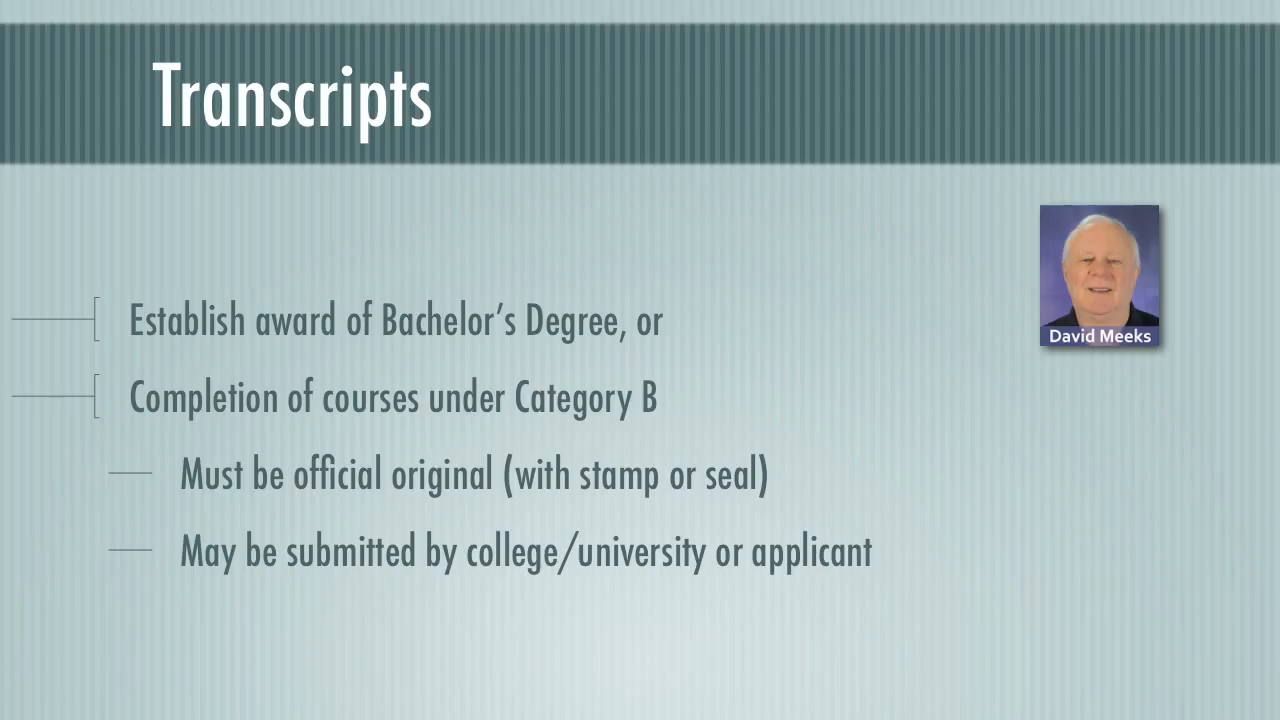 Transcripts
Establish award of Bachelor’s Degree, or
Completion of courses under Category B
Must be official original (with stamp or seal)
May be submitted by college/university or applicant
David Meeks